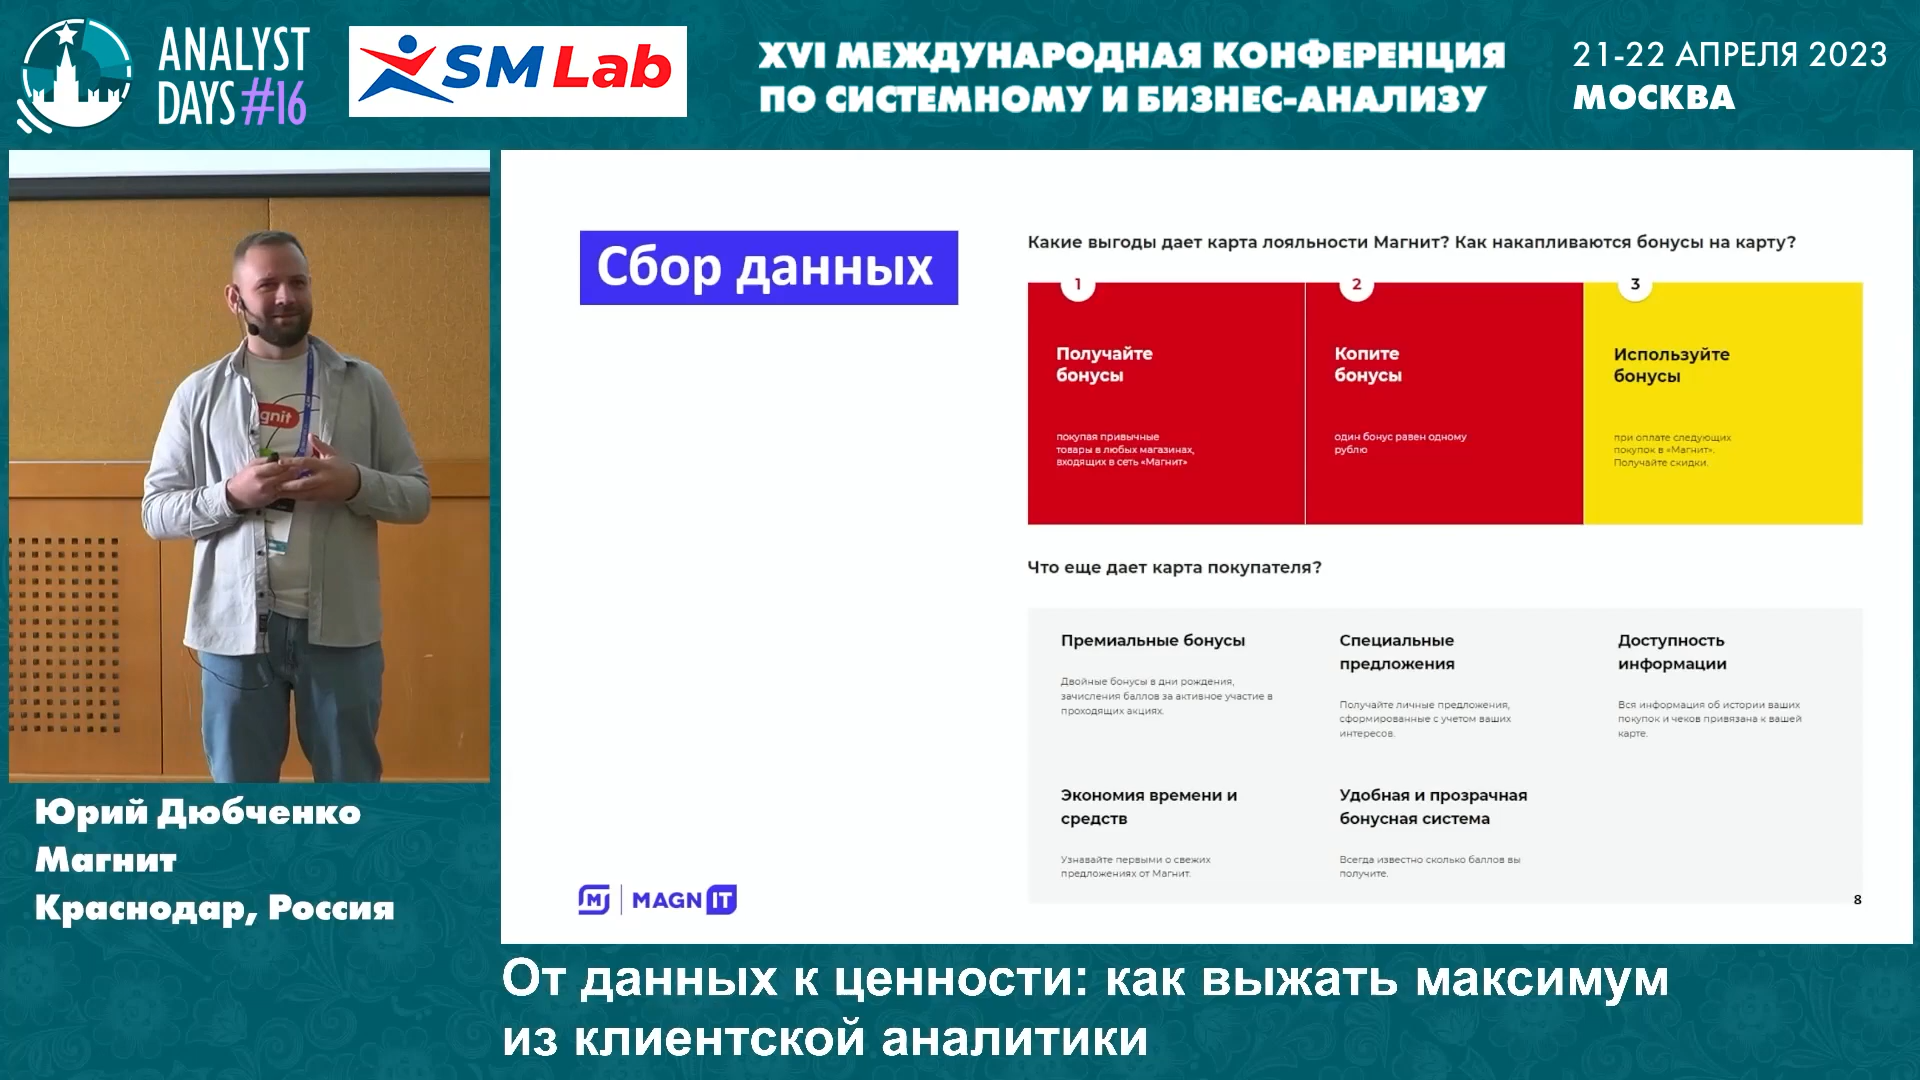 ANALYST
DAYS #16
SM Lab
XVI МЕЖДУНАРОДНАЯ КОНФЕРЕНЦИЯ
ПО СИСТЕМНОМУ И БИЗНЕС-АНАЛИЗУ
21-22 АПРЕЛЯ 2023
МОСКВА
gnit
Юрий Дюбченко
Магнит
Краснодар, Россия
Сбор данных
Какие выгоды дает карта лояльности Магнит? Как накапливаются бонусы на карту?
1
Получайте
бонусы
покупая привычные
товары в любых магазинах,
входящих в сеть «Магнит»
2
Копите
бонусы
один бонус равен одному
рублю
3
Используйте
бонусы
при оплате следующих
покупок в «Магнит».
Получайте скидки.
Что еще дает карта покупателя?
Премиальные бонусы
Двойные бонусы в дни рождения,
зачисления баллов за активное участие в
проходящих акциях.
Специальные
предложения
Получайте личные предложения,
сформированные с учетом ваших
интересов.
Доступность
информации
Вся информация об истории ваших
покупок и чеков привязана к вашей
карте.
Экономия времени и
средств
Узнавайте первыми о свежих
предложениях от Магнит.
Удобная и прозрачная
бонусная система
Всегда известно сколько баллов вы
получите.
M MAGNIT
8
От данных к ценности: как выжать максимум
из клиентской аналитики